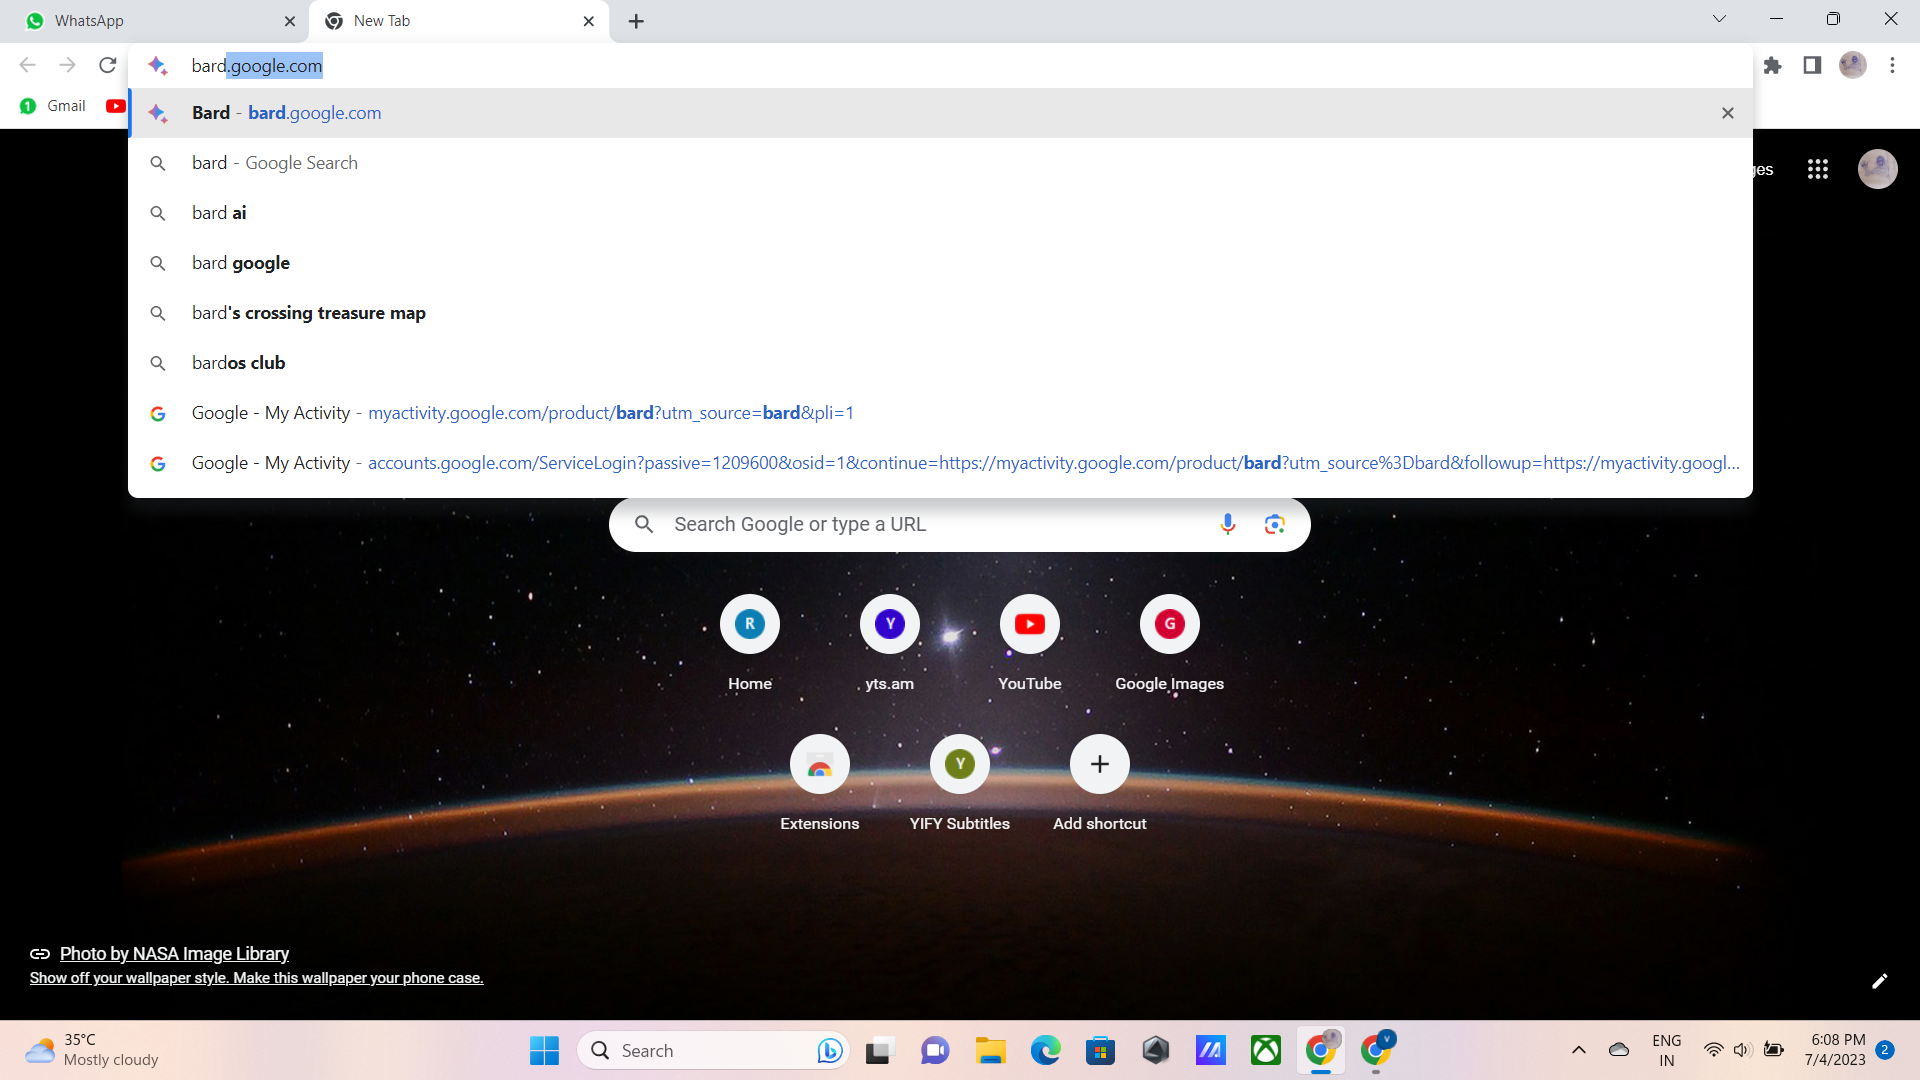 WhatsApp
New Tab
bard.google.com
Gmail
Bard - bard.google.com
bard - Google Search
bard ai
bard google
bard's crossing treasure map
bardos club
Google - My Activity - myactivity.google.com/product/bard?utm_source=bard&pli=1
Google - My Activity - accounts.google.com/ServiceLogin?passive=1209600&osid=1&continue=https://myactivity.google.com/product/bard?utm_source%3Dbard&followup=https://myactivity.googl...
Search Google or type a URL
R Y G
Home yts.am YouTube Google Images
Y
Extensions YIFY Subtitles Add shortcut
Photo by NASA Image Library
Show off your wallpaper style. Make this wallpaper your phone case.
35°C
Mostly cloudy
Search
ENG
IN
6:08 PM
7/4/2023
2